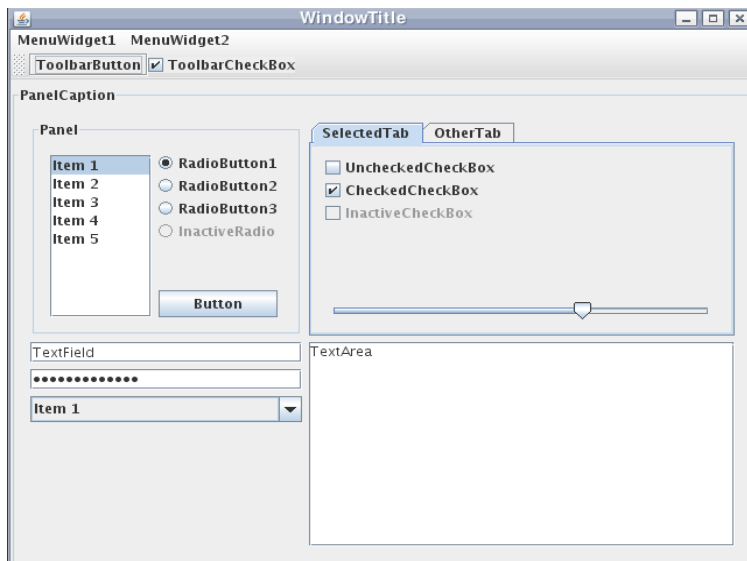 WindowTitle
MenuWidget1 MenuWidget2
ToolbarButton ToolbarCheckBox
PanelCaption
Panel
Item 1
Item 2
Item 3
Item 4
Item 5
RadioButton1
RadioButton2
RadioButton3
InactiveRadio
Button
SelectedTab OtherTab
UncheckedCheckBox
CheckedCheckBox
InactiveCheckBox
TextField
•••••••••••••
Item 1
TextArea